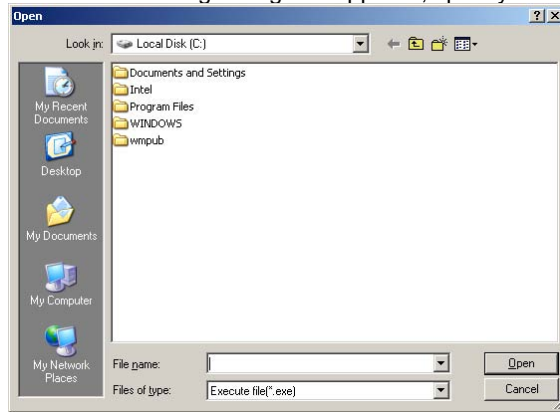 Open
Look in:
Local Disk (C:)
Documents and Settings
Intel
Program Files
WINDOWS
wmpub
My Recent
Documents
Desktop
My Documents
My Computer
My Network
Places
File name:
Open
Files of type:
Execute file(*.exe)
Cancel